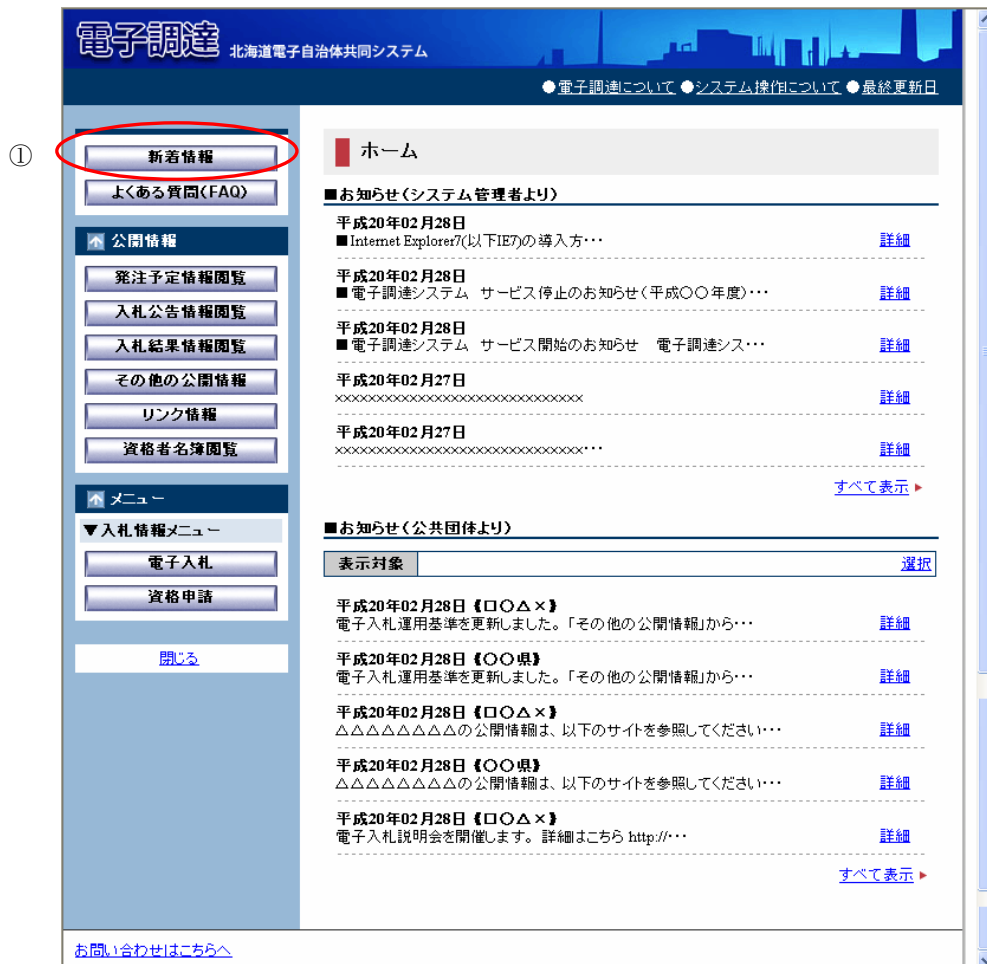 電子調達 北海道電子自治体共同システム
●電子調達について ●システム操作について ●最終更新日
①
新着情報
よくある質問(FAQ)
公開情報
発注予定情報閲覧
入札公告情報閲覧
入札結果情報閲覧
その他の公開情報
リンク情報
資格者名簿閲覧
メニュー
▼入札情報メニュー
電子入札
資格申請
閉じる
ホーム
■お知らせ(システム管理者より)
平成20年02月28日
■Internet Explorer7(以下IE7)の導入方・・・ 詳細
平成20年02月28日
■電子調達システム サービス停止のお知らせ(平成〇〇年度)・・・ 詳細
平成20年02月28日
■電子調達システム サービス開始のお知らせ 電子調達シス・・・ 詳細
平成20年02月27日
×××××××××××××××××××××××××××××× 詳細
平成20年02月27日
××××××××××××××××××××××××××××××・・・ 詳細
すべて表示
■お知らせ(公共団体より)
表示対象 選択
平成20年02月28日【□〇△×】
電子入札運用基準を更新しました。「その他の公開情報」から・・・ 詳細
平成20年02月28日【〇〇県】
電子入札運用基準を更新しました。「その他の公開情報」から・・・ 詳細
平成20年02月28日【□〇△×】
△△△△△△△△の公開情報は、以下のサイトを参照してください・・・ 詳細
平成20年02月28日【〇〇県】
△△△△△△△△の公開情報は、以下のサイトを参照してください・・・ 詳細
平成20年02月28日【□〇△×】
電子入札説明会を開催します。詳細はこちら http://・・・ 詳細
すべて表示
お問い合わせはこちらへ